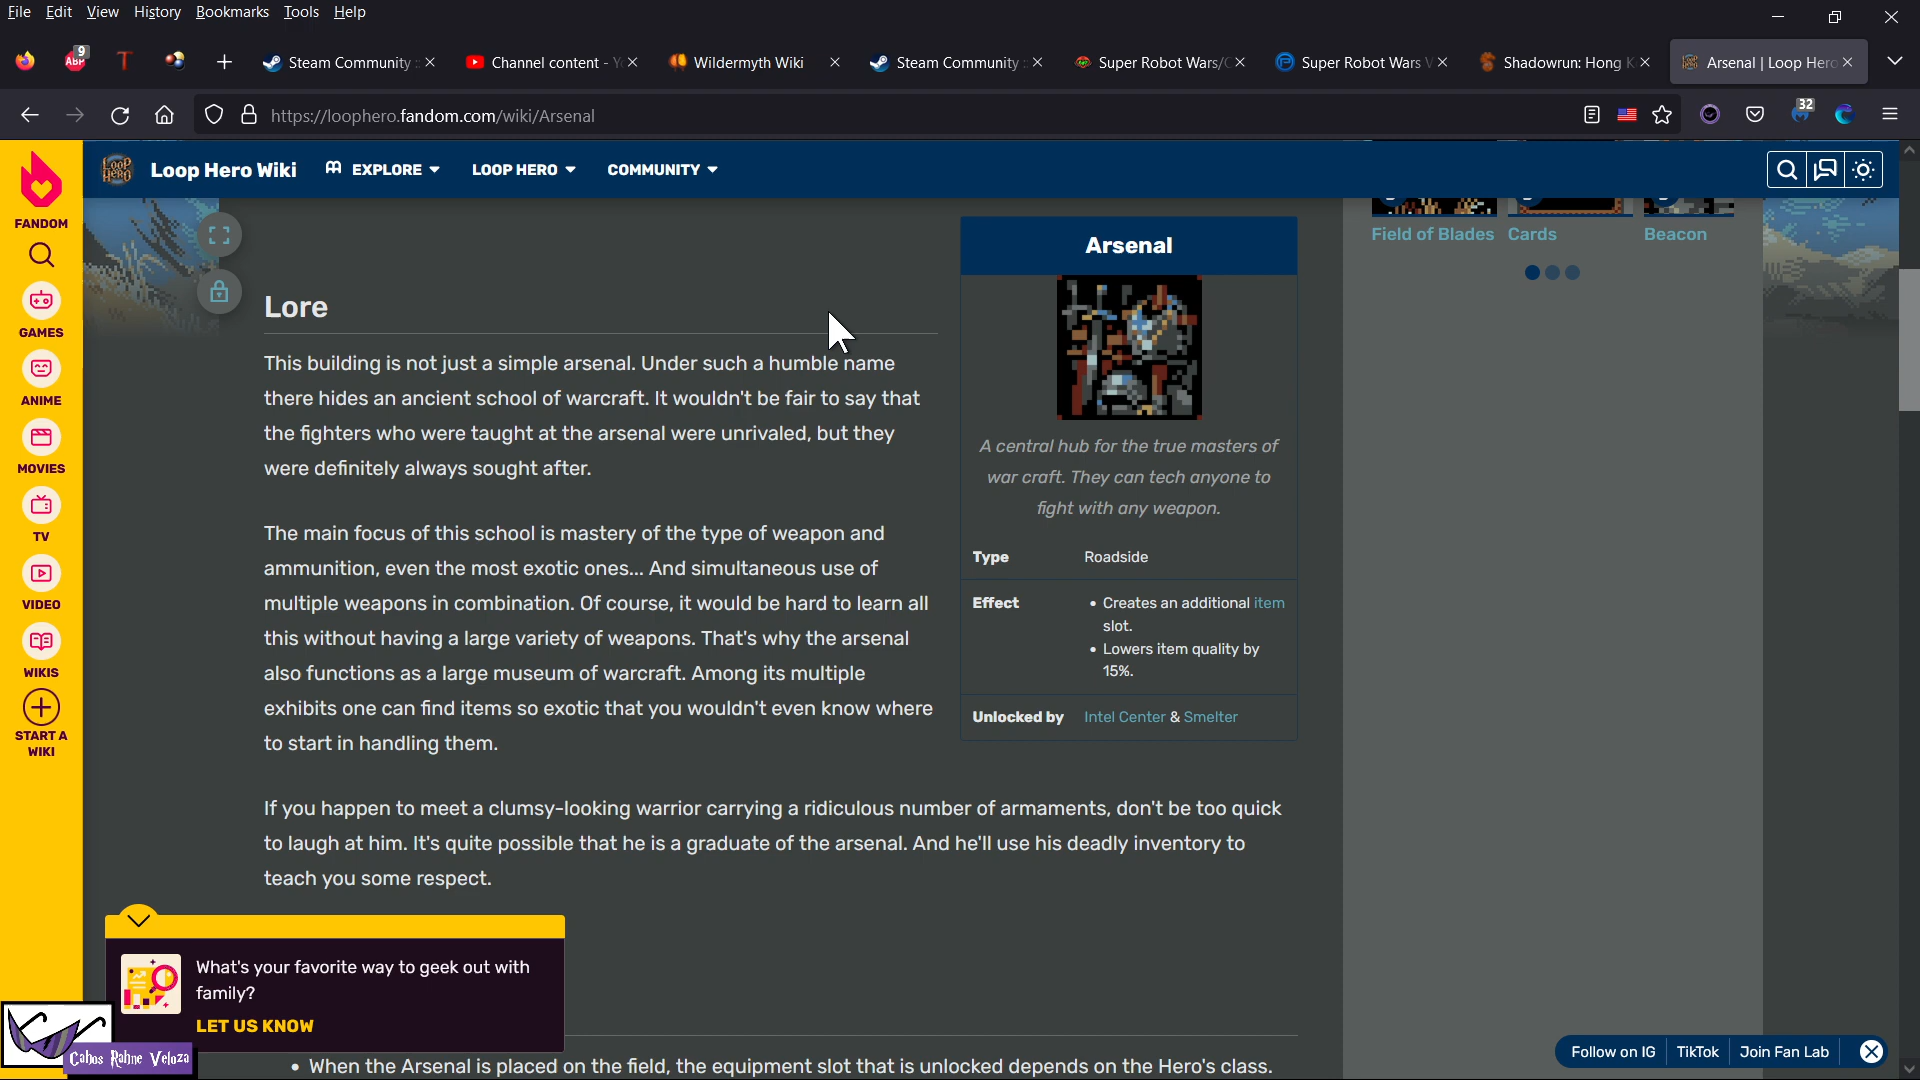 File Edit View History Bookmarks Tools Help
9
ABP
Steam Community :
Channel content - Yo
Wildermyth Wiki
Steam Community :
Super Robot Wars/
Super Robot Wars V
Shadowrun: Hong K
Arsenal | Loop Hero
https://loophero.fandom.com/wiki/Arsenal
32
LOOP HERO
Loop Hero Wiki
EXPLORE
LOOP HERO
COMMUNITY
FANDOM
GAMES
ANIME
MOVIES
TV
VIDEO
WIKIS
START A
WIKI
Field of Blades
Cards
Beacon
Lore
This building is not just a simple arsenal. Under such a humble name
there hides an ancient school of warcraft. It wouldn't be fair to say that
the fighters who were taught at the arsenal were unrivaled, but they
were definitely always sought after.
The main focus of this school is mastery of the type of weapon and
ammunition, even the most exotic ones... And simultaneous use of
multiple weapons in combination. Of course, it would be hard to learn all
this without having a large variety of weapons. That's why the arsenal
also functions as a large museum of warcraft. Among its multiple
exhibits one can find items so exotic that you wouldn't even know where
to start in handling them.
If you happen to meet a clumsy-looking warrior carrying a ridiculous number of armaments, don't be too quick
to laugh at him. It's quite possible that he is a graduate of the arsenal. And he'll use his deadly inventory to
teach you some respect.
Arsenal
A central hub for the true masters of
war craft. They can tech anyone to
fight with any weapon.
Type Roadside
Effect • Creates an additional item
slot.
• Lowers item quality by
15%.
Unlocked by Intel Center & Smelter
What's your favorite way to geek out with
family?
LET US KNOW
Cahos Rahne Veloza
• When the Arsenal is placed on the field, the equipment slot that is unlocked depends on the Hero's class.
Follow on IG
TikTok
Join Fan Lab